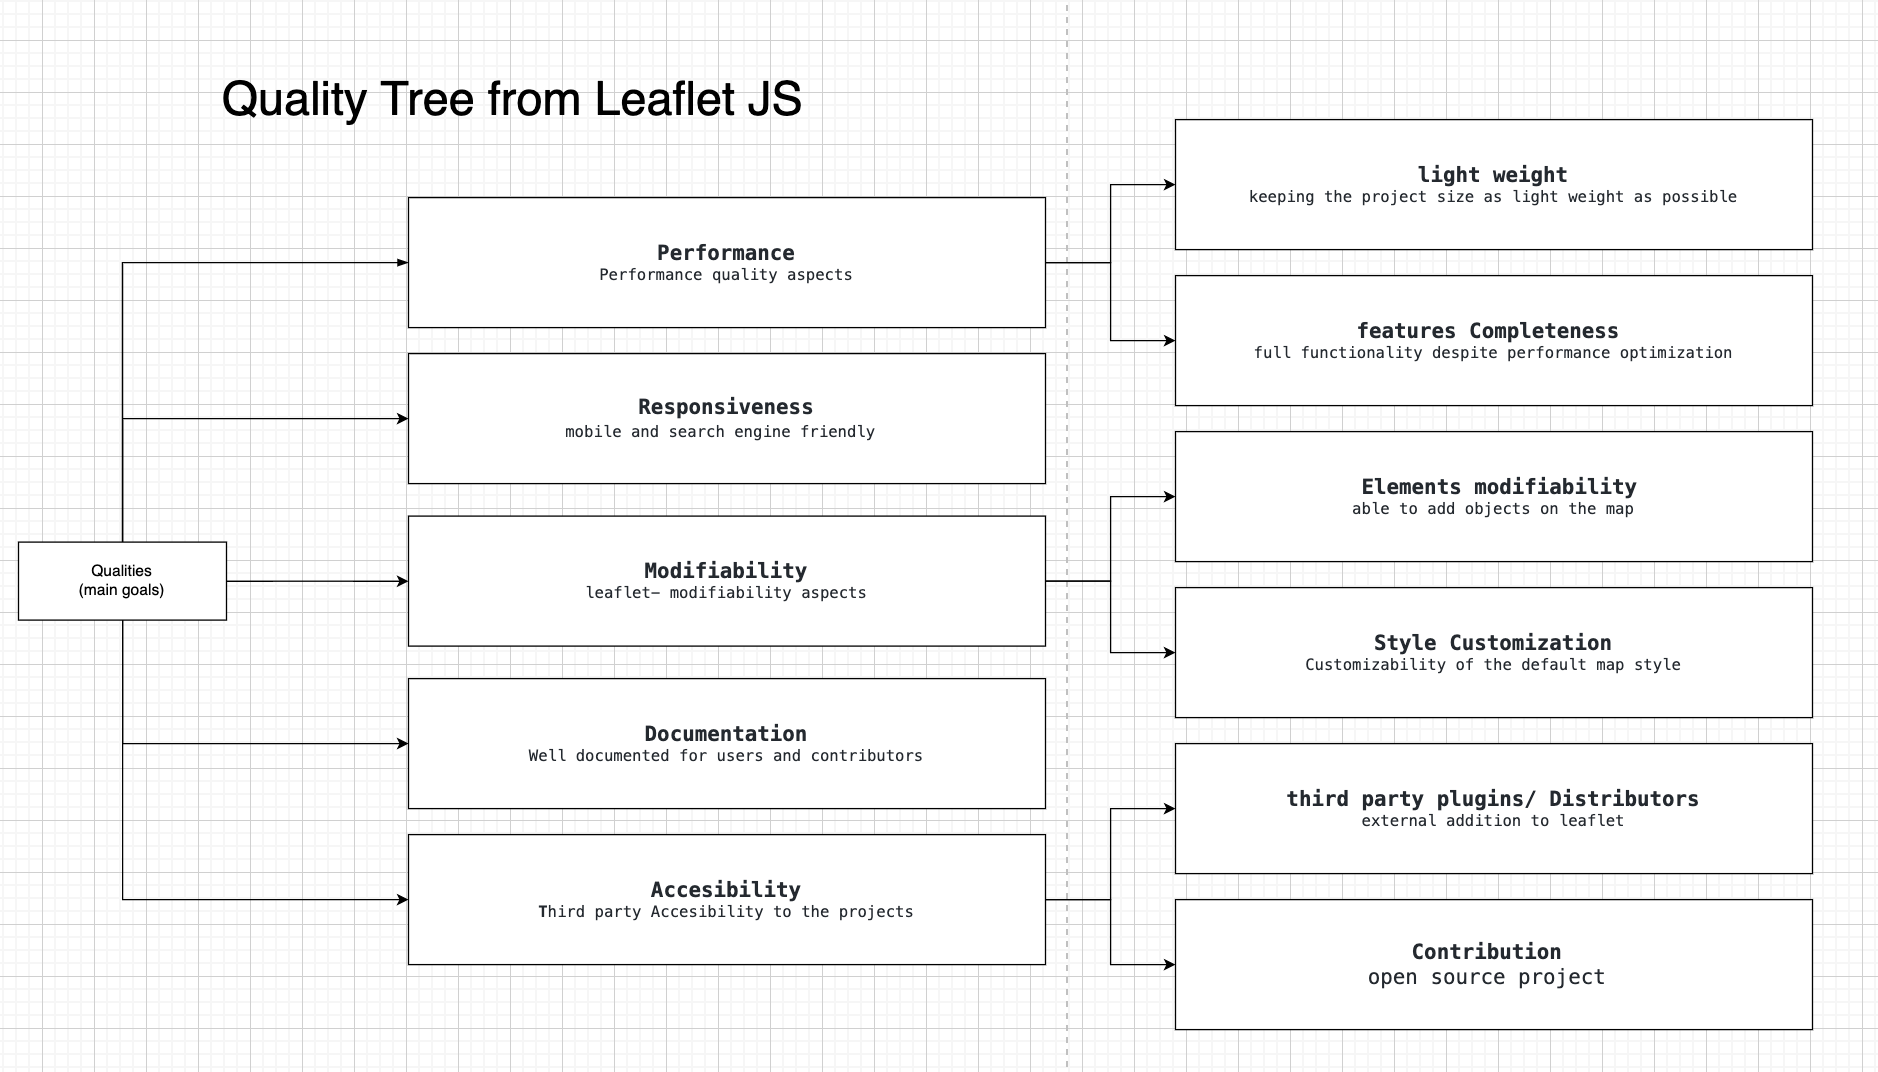 Quality Tree from Leaflet JS
Qualities
(main goals)
Performance
Performance quality aspects
Responsiveness
mobile and search engine friendly
Modifiability
leaflet− modifiability aspects
Documentation
Well documented for users and contributors
Accesibility
Third party Accesibility to the projects
light weight
keeping the project size as light weight as possible
features Completeness
full functionality despite performance optimization
Elements modifiability
able to add objects on the map
Style Customization
Customizability of the default map style
third party plugins/ Distributors
external addition to leaflet
Contribution
open source project